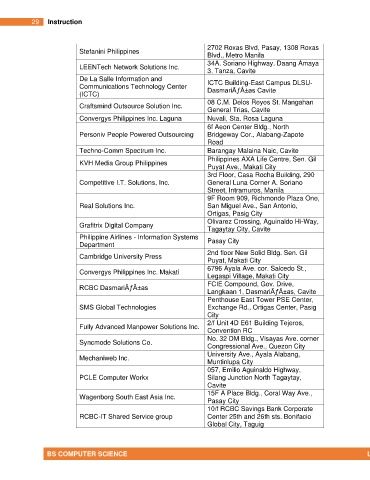 29 Instruction
Stefanini Philippines
2702 Roxas Blvd, Pasay, 1308 Roxas
Blvd., Metro Manila
LEENTech Network Solutions Inc.
34A. Soriano Highway, Daang Amaya
3. Tanza, Cavite
De La Salle Information and
Communications Technology Center
(ICTC)
ICTC Building-East Campus DLSU-
DasmariÃƒÂ±as Cavite
Craftsmind Outsource Solution Inc.
08 C.M. Delos Reyes St. Mangahan
General Trias, Cavite
Convergys Philippines Inc. Laguna
Nuvali, Sta. Rosa Laguna
Personiv People Powered Outsourcing
6f Aeon Center Bldg., North
Bridgeway Cor., Alabang-Zapote
Road
Techno-Comm Spectrum Inc.
Barangay Malaina Naic, Cavite
KVH Media Group Philippines
Philippines AXA Life Centre, Sen. Gil
Puyat Ave., Makati City
Competitive I.T. Solutions, Inc.
3rd Floor, Casa Rocha Building, 290
General Luna Corner A. Soriano
Street, Intramuros, Manila
Real Solutions Inc.
9F Room 909, Richmonde Plaza One,
San Miguel Ave., San Antonio,
Ortigas, Pasig City
Grafitrix Digital Company
Olivarez Crossing, Aguinaldo Hi-Way,
Tagaytay City, Cavite
Philippine Airlines - Information Systems
Department
Pasay City
Cambridge University Press
2nd floor New Solid Bldg. Sen. Gil
Puyat, Makati City
Convergys Philippines Inc. Makati
6796 Ayala Ave. cor. Salcedo St.,
Legaspi Village, Makati City
RCBC DasmariÃƒÂ±as
FCIE Compound, Gov. Drive,
Langkaan 1, DasmariÃƒÂ±as, Cavite
SMS Global Technologies
Penthouse East Tower PSE Center,
Exchange Rd., Ortigas Center, Pasig
City
Fully Advanced Manpower Solutions Inc.
2/f Unit 4D E61 Building Tejeros,
Convention RC
Syncmode Solutions Co.
No. 32 DM Bldg., Visayas Ave. corner
Congressional Ave., Quezon City
Mechaniweb Inc.
University Ave., Ayala Alabang,
Muntinlupa City
PCLE Computer Workx
057, Emilio Aguinaldo Highway,
Silang Junction North Tagaytay,
Cavite
Wagenborg South East Asia Inc.
15F A Place Bldg., Coral Way Ave.,
Pasay City
RCBC-IT Shared Service group
10/f RCBC Savings Bank Corporate
Center 25th and 26th sts. Bonifacio
Global City, Taguig
BS COMPUTER SCIENCE